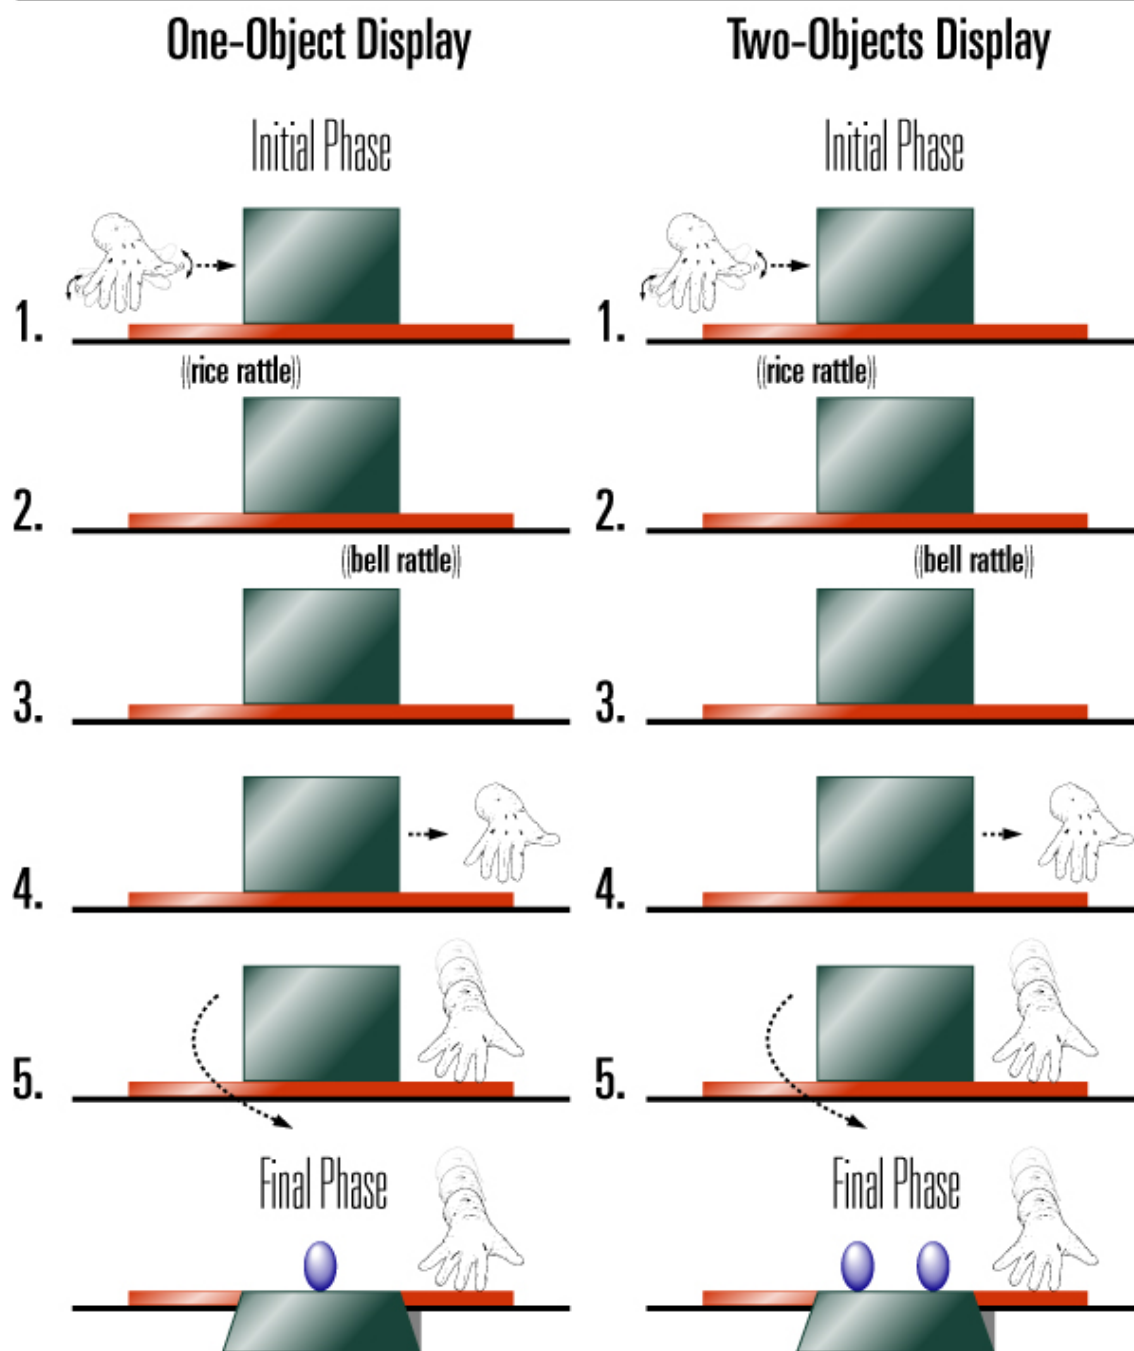 One-Object Display
Two-Objects Display
Initial Phase
Initial Phase
1.
1.
((rice rattle))
((rice rattle))
2.
2.
((bell rattle))
((bell rattle))
3.
3.
4.
4.
5.
5.
Final Phase
Final Phase